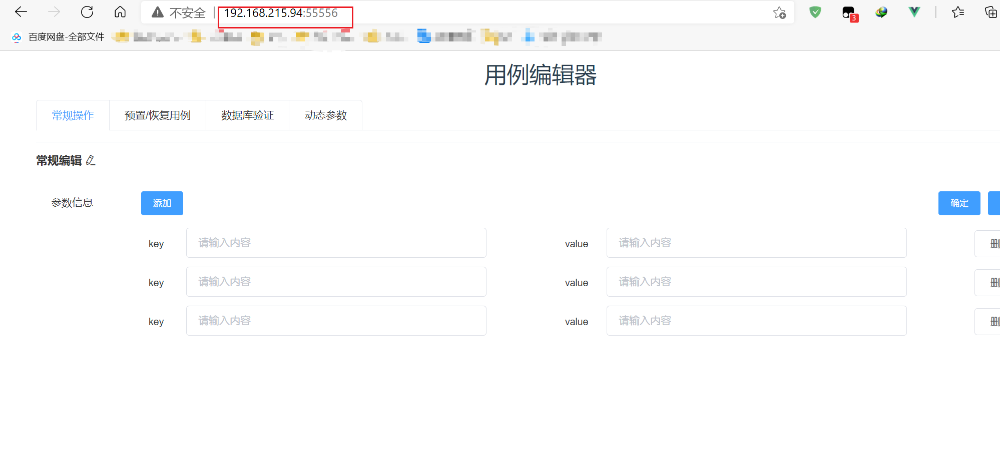 不安全 | 192.168.215.94:55556
3
百度网盘-全部文件
用例编辑器
常规操作 预置/恢复用例 数据库验证 动态参数
常规编辑
参数信息 添加 确定
key 请输入内容 value 请输入内容 删
key 请输入内容 value 请输入内容 删
key 请输入内容 value 请输入内容 删